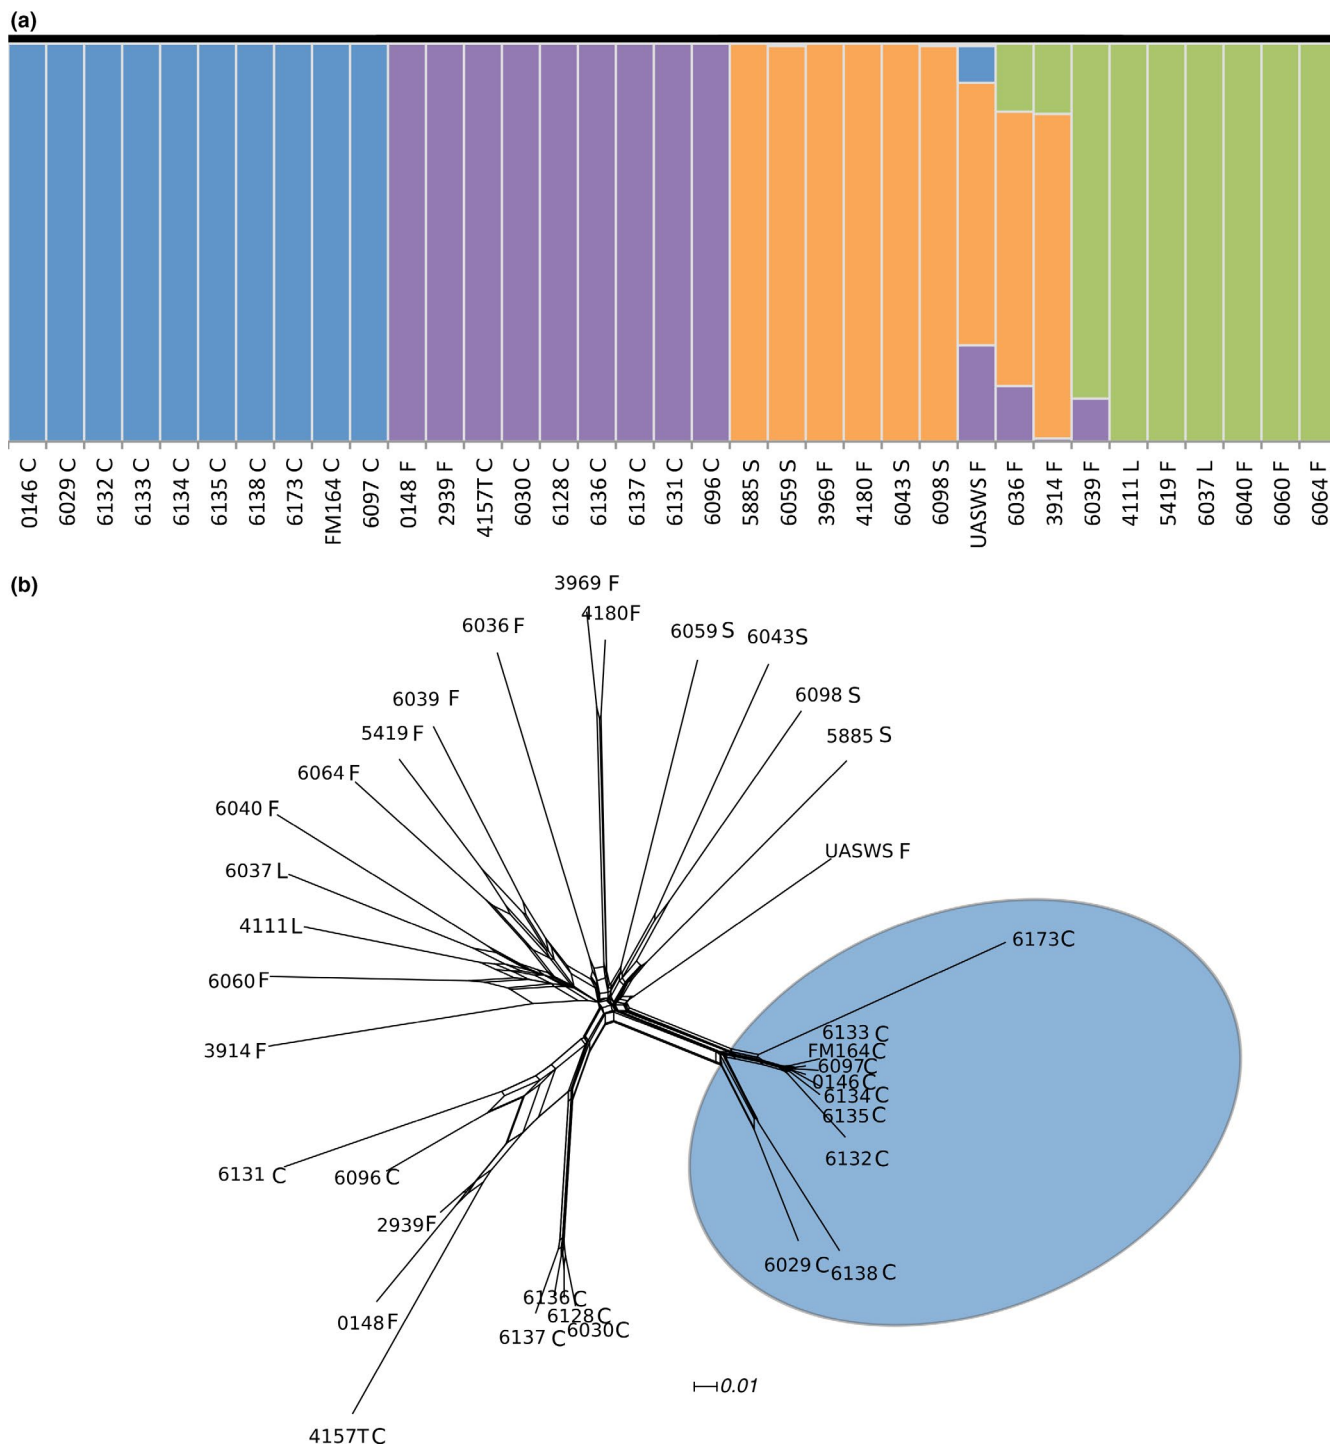 (a)
0146 C
6029 C
6132 C
6133 C
6134 C
6135 C
6138 C
6173 C
FM164 C
6097 C
0148 F
2939 F
4157T C
6030 C
6128 C
6136 C
6137 C
6131 C
6096 C
5885 S
6059 S
3969 F
4180 F
6043 S
6098 S
UASWS F
6036 F
3914 F
6039 F
4111 L
5419 F
6037 L
6040 F
6060 F
6064 F
(b)
3969 F
4180F
6036 F
6059 S
6043S
6039 F
6098 S
5419 F
5885 S
6064 F
6040 F
UASWS F
6037 L
4111L
6173C
6060 F
6133 C
3914 F
FM164C
6097C
0146C
6134C
6135C
6132C
6131 C
6096 C
2939F
6029 C
6138 C
6136C
6128C
0148F
6030C
6137 C
0.01
4157TC